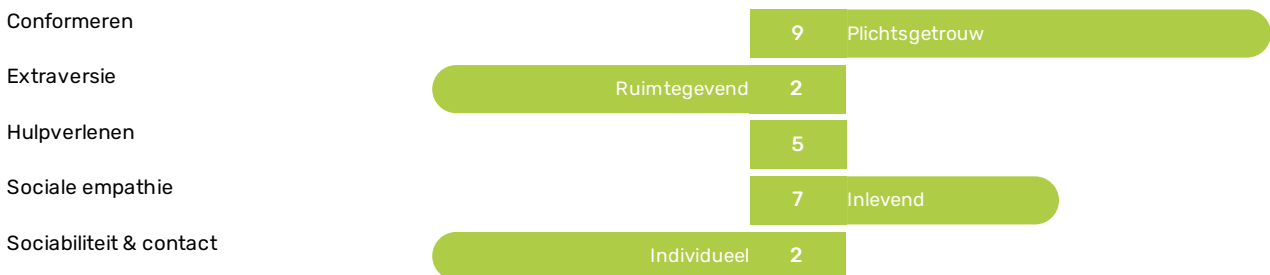 Conformeren 9 Plichtsgetrouw
Extraversie Ruimtegevend 2
Hulpverlenen 5
Sociale empathie 7 Inlevend
Sociabiliteit & contact Individueel 2